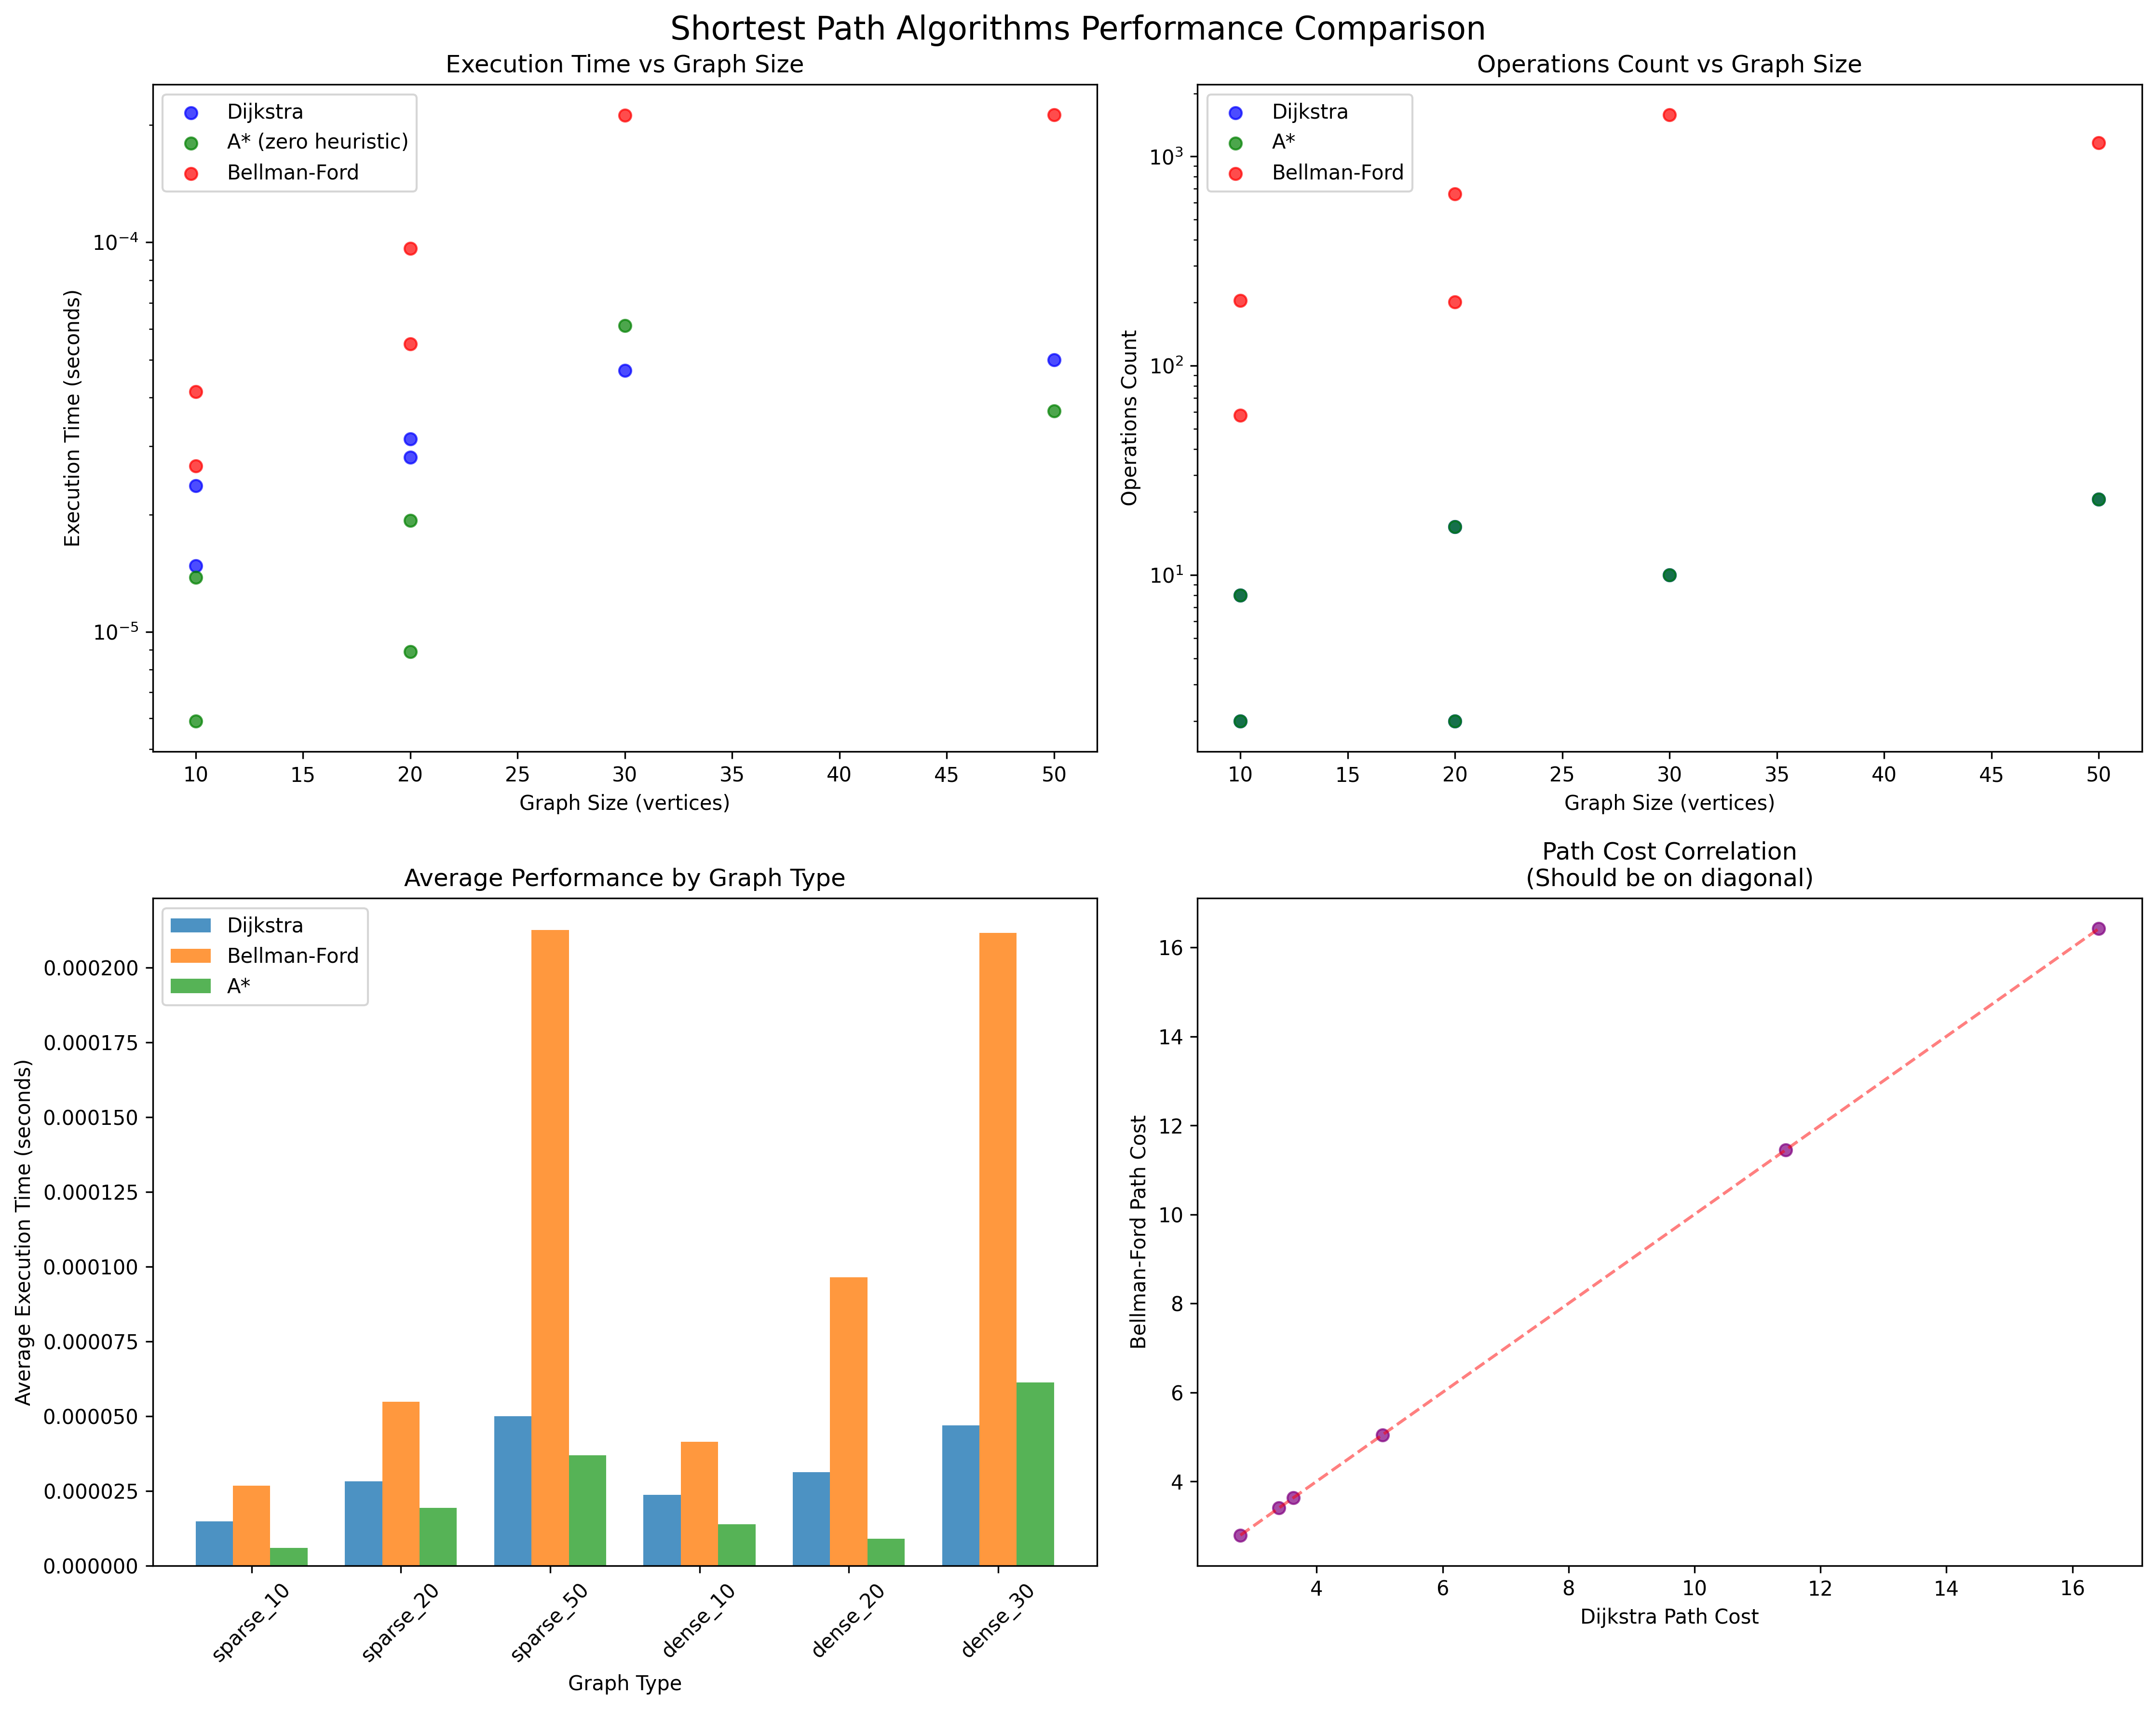 Shortest Path Algorithms Performance Comparison
Execution Time vs Graph Size
Dijkstra
A* (zero heuristic)
Bellman-Ford
10⁻⁴
10⁻⁵
Execution Time (seconds)
10 15 20 25 30 35 40 45 50
Graph Size (vertices)
Operations Count vs Graph Size
Dijkstra
A*
Bellman-Ford
10³
10²
10¹
Operations Count
10 15 20 25 30 35 40 45 50
Graph Size (vertices)
Average Performance by Graph Type
Dijkstra
Bellman-Ford
A*
0.000200
0.000175
0.000150
0.000125
0.000100
0.000075
0.000050
0.000025
0.000000
Average Execution Time (seconds)
sparse_10 sparse_20 sparse_50 dense_10 dense_20 dense_30
Graph Type
Path Cost Correlation
(Should be on diagonal)
16
14
12
10
8
6
4
Bellman-Ford Path Cost
4 6 8 10 12 14 16
Dijkstra Path Cost